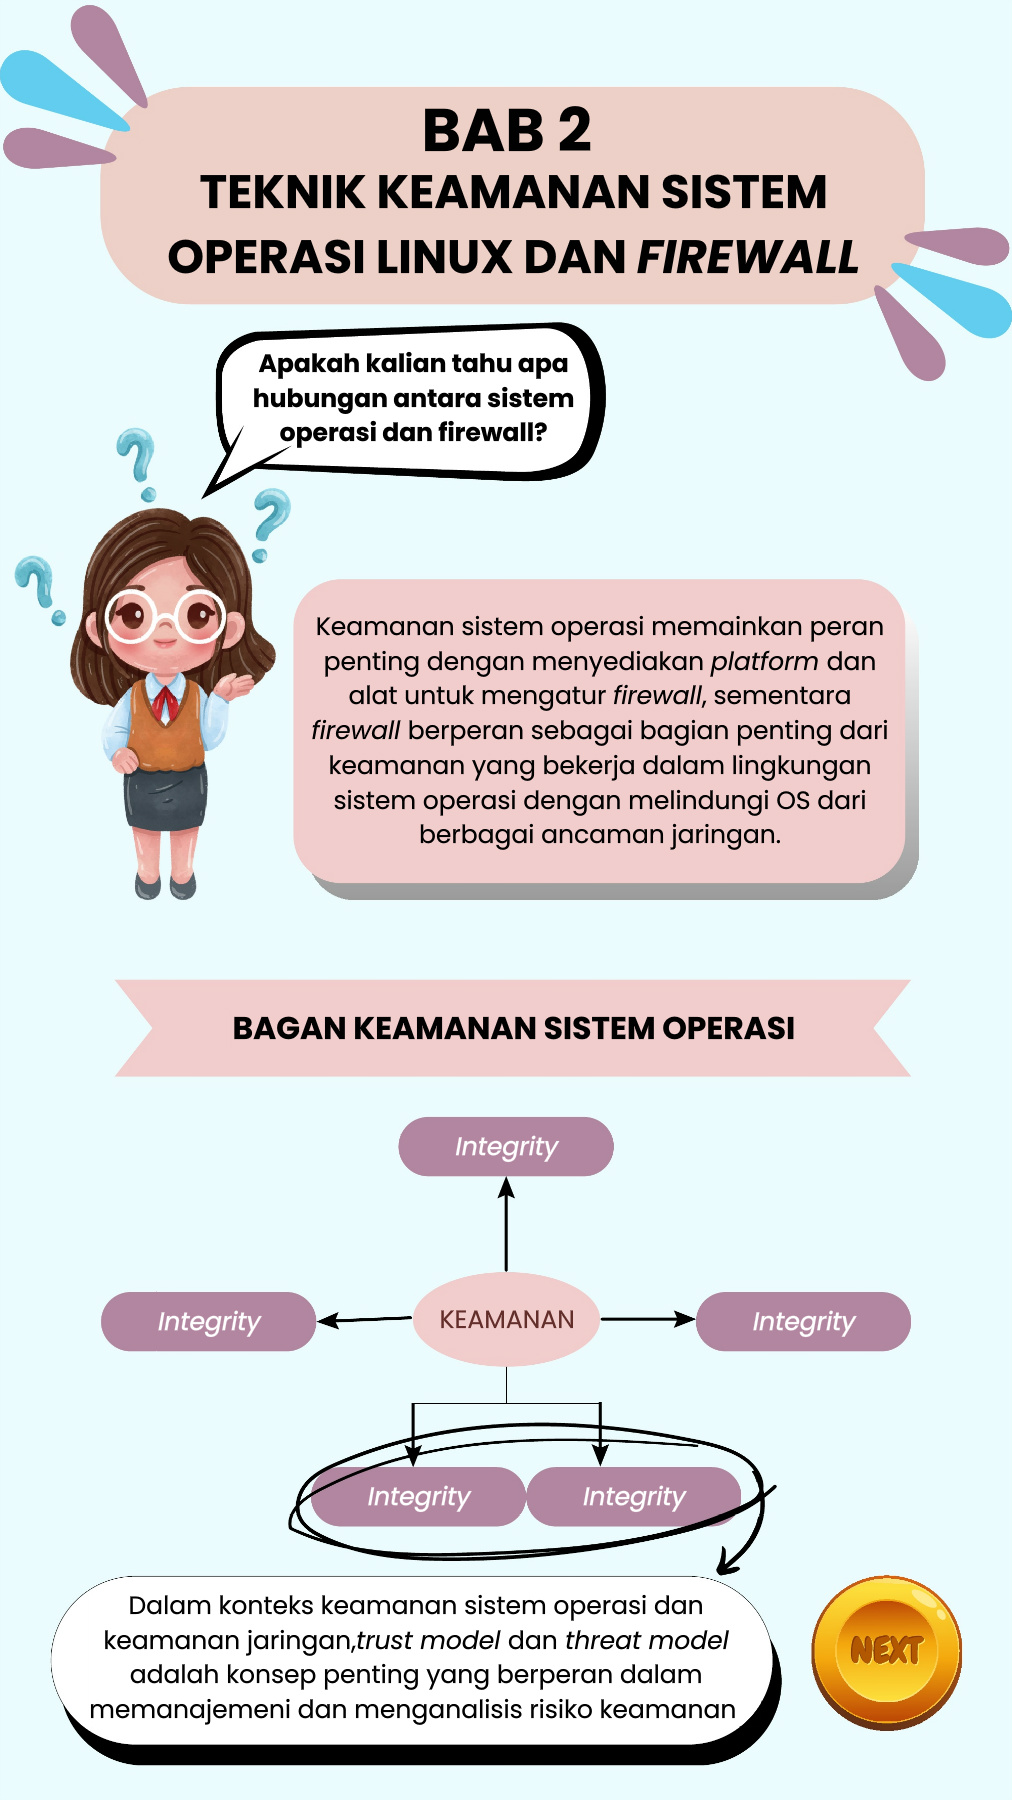 BAB 2
TEKNIK KEAMANAN SISTEM
OPERASI LINUX DAN FIREWALL
Apakah kalian tahu apa
hubungan antara sistem
operasi dan firewall?
Keamanan sistem operasi memainkan peran
penting dengan menyediakan platform dan
alat untuk mengatur firewall, sementara
firewall berperan sebagai bagian penting dari
keamanan yang bekerja dalam lingkungan
sistem operasi dengan melindungi OS dari
berbagai ancaman jaringan.
BAGAN KEAMANAN SISTEM OPERASI
Integrity
Integrity
KEAMANAN
Integrity
Integrity
Integrity
Dalam konteks keamanan sistem operasi dan
keamanan jaringan,trust model dan threat model
adalah konsep penting yang berperan dalam
memanajemeni dan menganalisis risiko keamanan
NEXT